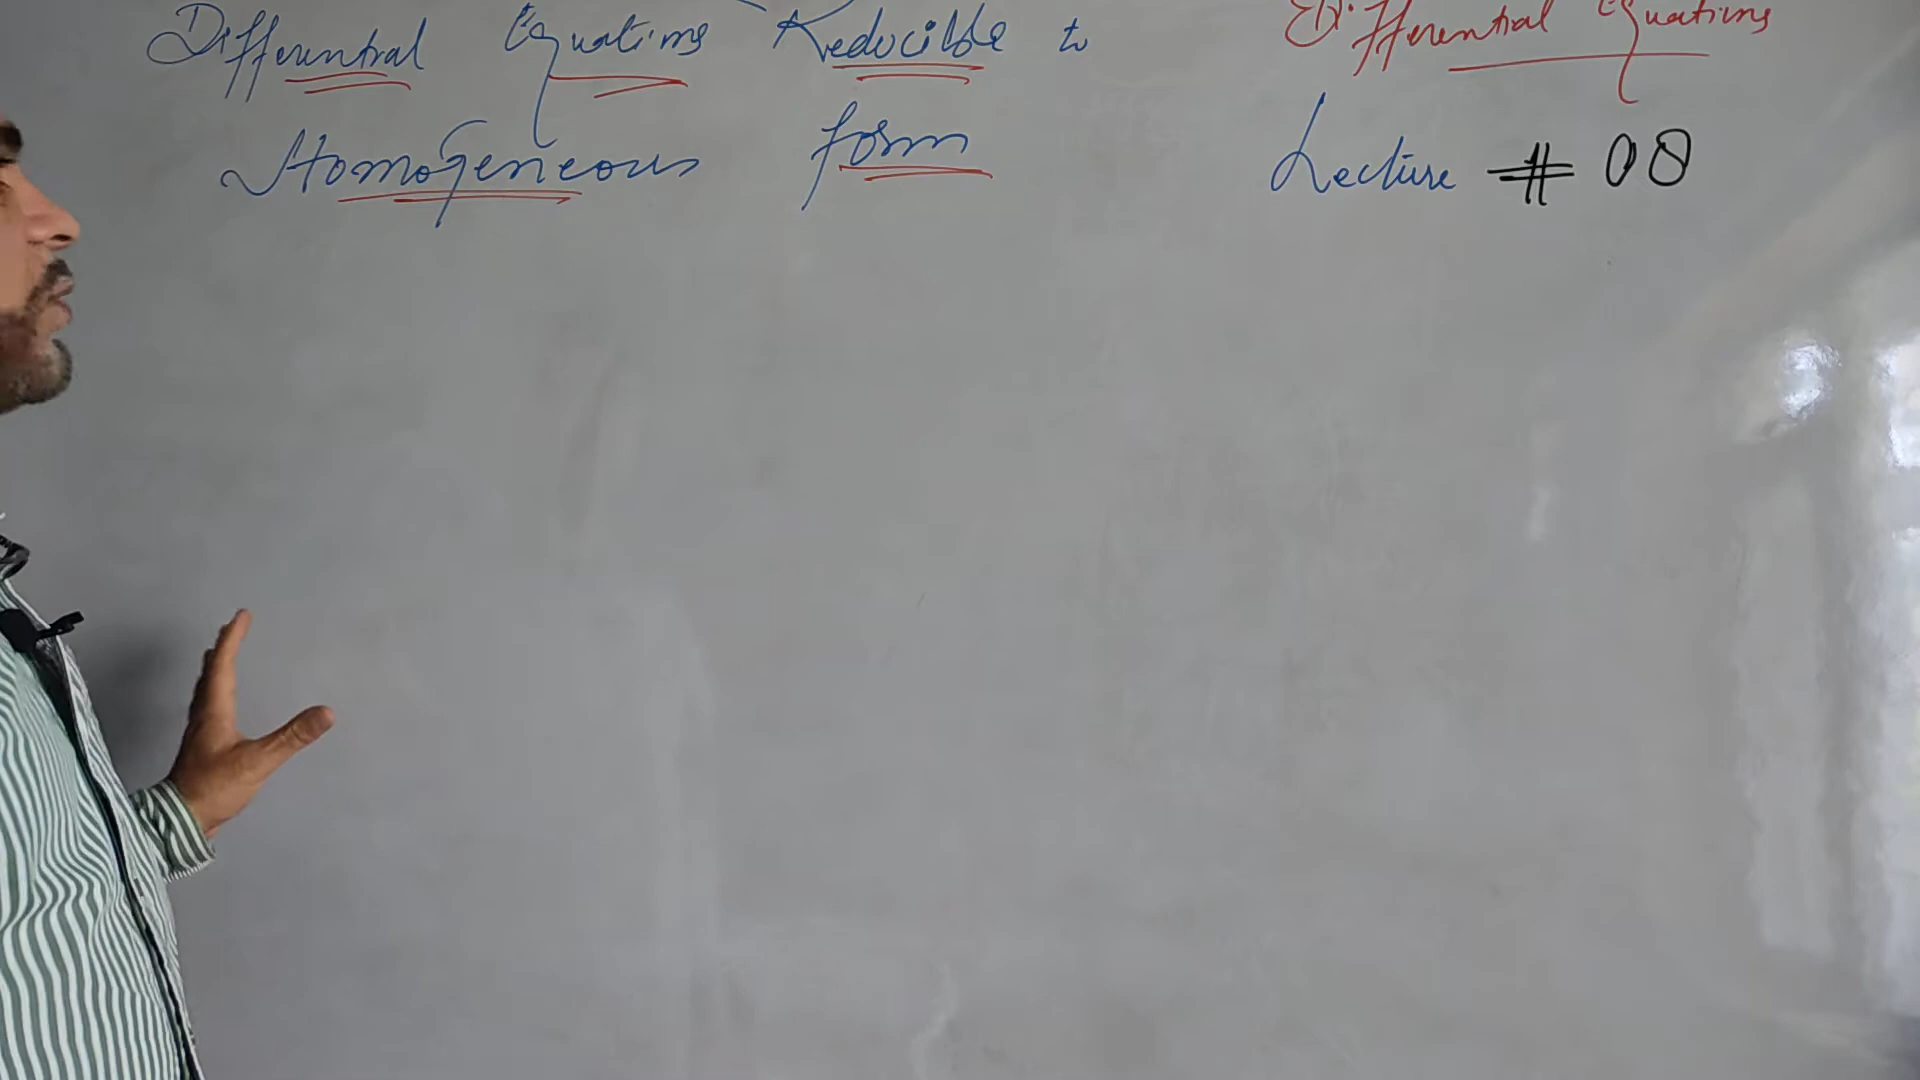 Differential Equations Reducible to
Homogeneous form
Differential Equations
Lecture # 08